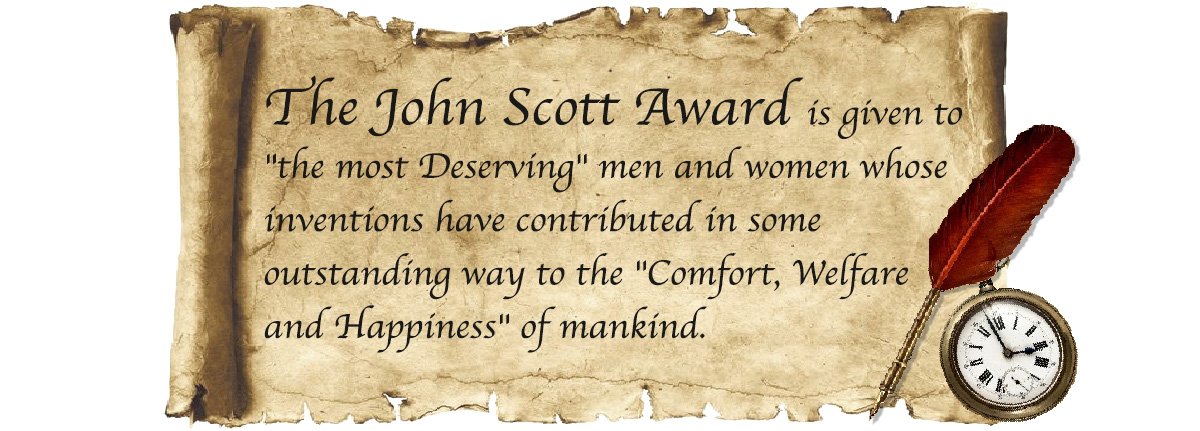 The John Scott Award is given to
"the most Deserving" men and women whose
inventions have contributed in some
outstanding way to the "Comfort, Welfare
and Happiness" of mankind.